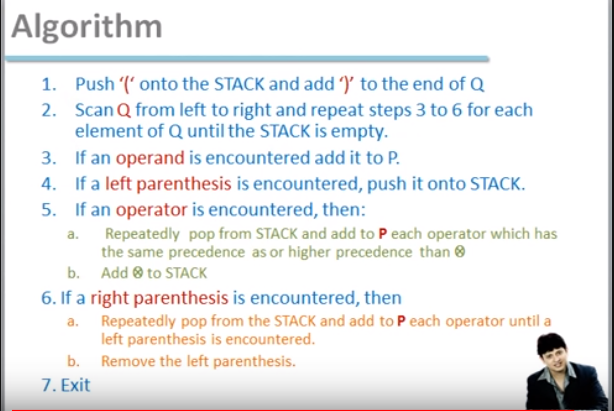 Algorithm
1. Push ‘(‘ onto the STACK and add ‘)’ to the end of Q
2. Scan Q from left to right and repeat steps 3 to 6 for each
element of Q until the STACK is empty.
3. If an operand is encountered add it to P.
4. If a left parenthesis is encountered, push it onto STACK.
5. If an operator is encountered, then:
a. Repeatedly pop from STACK and add to P each operator which has
the same precedence as or higher precedence than ⊗
b. Add ⊗ to STACK
6. If a right parenthesis is encountered, then
a. Repeatedly pop from the STACK and add to P each operator until a
left parenthesis is encountered.
b. Remove the left parenthesis.
7. Exit